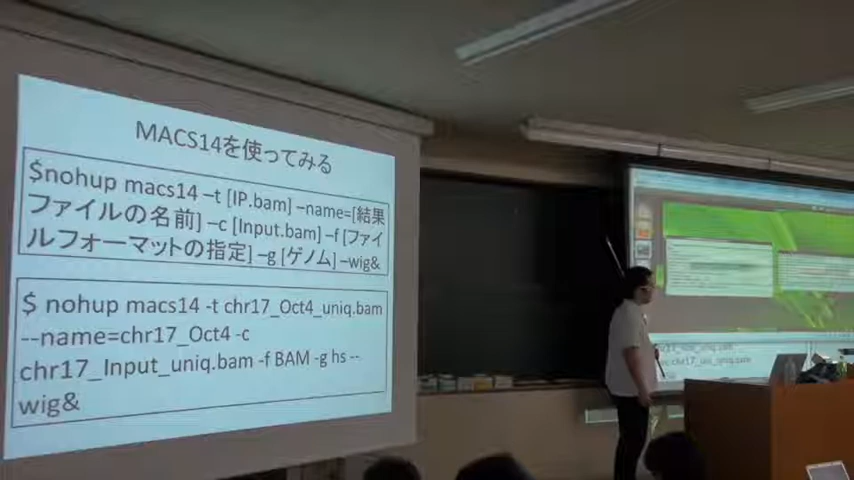 MACS14を使ってみる
$nohup macs14 –t [IP.bam] –name=[結果
ファイルの名前] -c [Input.bam] –f [ファイ
ルフォーマットの指定] –g [ゲノム] –wig&
$ nohup macs14 -t chr17_Oct4_uniq.bam
--name=chr17_Oct4 -c
chr17_Input_uniq.bam -f BAM -g hs --
wig&